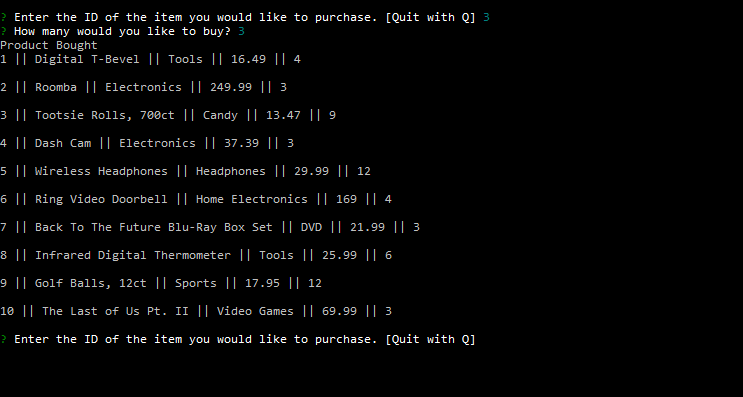 ? Enter the ID of the item you would like to purchase. [Quit with Q] 3
? How many would you like to buy? 3
Product Bought
1 || Digital T-Bevel || Tools || 16.49 || 4
2 || Roomba || Electronics || 249.99 || 3
3 || Tootsie Rolls, 700ct || Candy || 13.47 || 9
4 || Dash Cam || Electronics || 37.39 || 3
5 || Wireless Headphones || Headphones || 29.99 || 12
6 || Ring Video Doorbell || Home Electronics || 169 || 4
7 || Back To The Future Blu-Ray Box Set || DVD || 21.99 || 3
8 || Infrared Digital Thermometer || Tools || 25.99 || 6
9 || Golf Balls, 12ct || Sports || 17.95 || 12
10 || The Last of Us Pt. II || Video Games || 69.99 || 3
? Enter the ID of the item you would like to purchase. [Quit with Q]